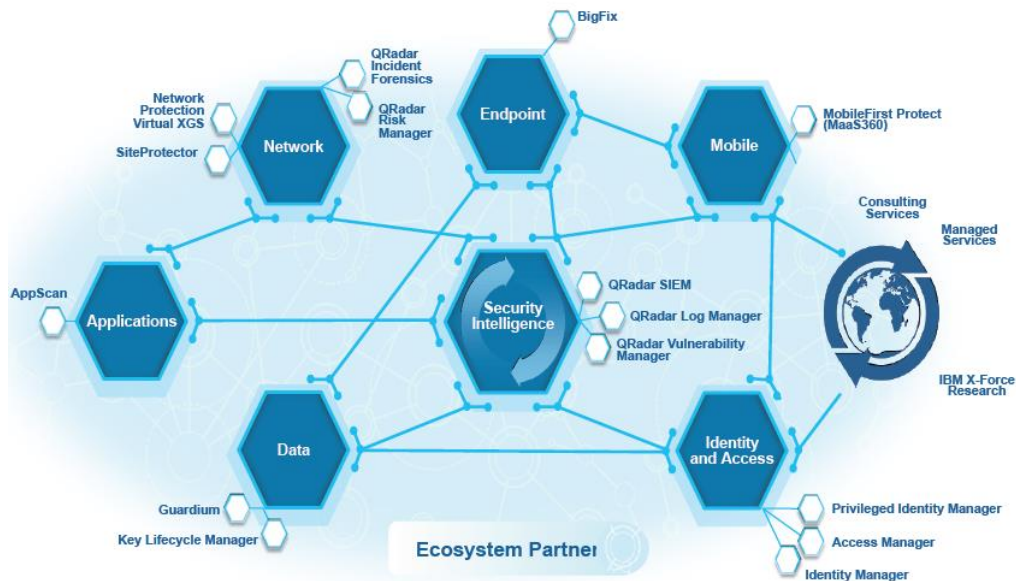 BigFix
QRadar
Incident
Forensics
QRadar
Risk
Manager
Network
Protection
Virtual XGS
SiteProtector
Network
Endpoint
Mobile
MobileFirst Protect
(MaaS360)
Consulting
Services
Managed
Services
AppScan
Applications
Security
Intelligence
QRadar SIEM
QRadar Log Manager
QRadar Vulnerability
Manager
IBM X-Force
Research
Data
Identity
and Access
Guardium
Key Lifecycle Manager
Privileged Identity Manager
Access Manager
Identity Manager
Ecosystem Partner